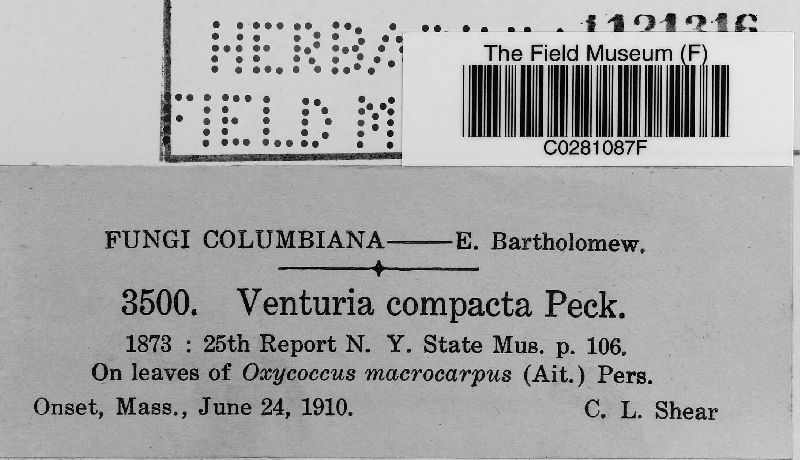 1121316
The Field Museum (F)
C0281087F
FIELD M
FUNGI COLUMBIANA——E. Bartholomew.
3500. Venturia compacta Peck.
1873 : 25th Report N. Y. State Mus. p. 106.
On leaves of Oxycoccus macrocarpus (Ait.) Pers.
Onset, Mass., June 24, 1910. C. L. Shear